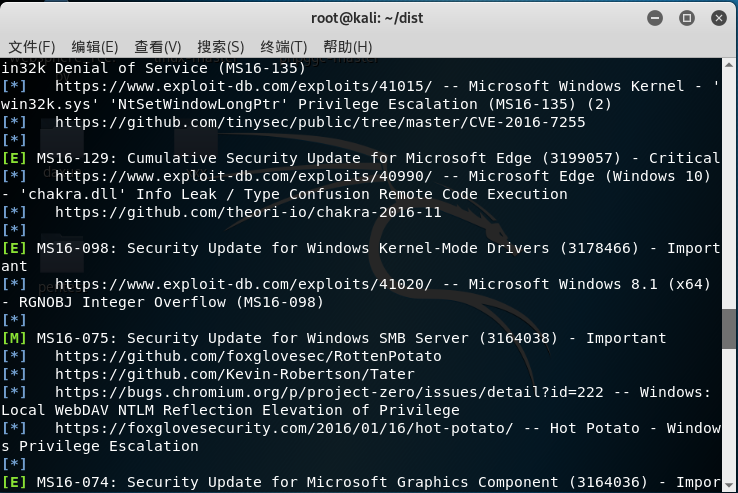 root@kali: ~/dist
文件(F) 编辑(E) 查看(V) 搜索(S) 终端(T) 帮助(H)
in32k Denial of Service (MS16-135)
[*]   https://www.exploit-db.com/exploits/41015/ -- Microsoft Windows Kernel - '
win32k.sys' 'NtSetWindowLongPtr' Privilege Escalation (MS16-135) (2)
[*]   https://github.com/tinysec/public/tree/master/CVE-2016-7255
[*]
[E] MS16-129: Cumulative Security Update for Microsoft Edge (3199057) - Critical
[*]   https://www.exploit-db.com/exploits/40990/ -- Microsoft Edge (Windows 10)
- 'chakra.dll' Info Leak / Type Confusion Remote Code Execution
[*]   https://github.com/theori-io/chakra-2016-11
[*]
[E] MS16-098: Security Update for Windows Kernel-Mode Drivers (3178466) - Import
ant
[*]   https://www.exploit-db.com/exploits/41020/ -- Microsoft Windows 8.1 (x64)
- RGNOBJ Integer Overflow (MS16-098)
[*]
[M] MS16-075: Security Update for Windows SMB Server (3164038) - Important
[*]   https://github.com/foxglovesec/RottenPotato
[*]   https://github.com/Kevin-Robertson/Tater
[*]   https://bugs.chromium.org/p/project-zero/issues/detail?id=222 -- Windows:
Local WebDAV NTLM Reflection Elevation of Privilege
[*]   https://foxglovesecurity.com/2016/01/16/hot-potato/ -- Hot Potato - Window
s Privilege Escalation
[*]
[E] MS16-074: Security Update for Microsoft Graphics Component (3164036) - Impor